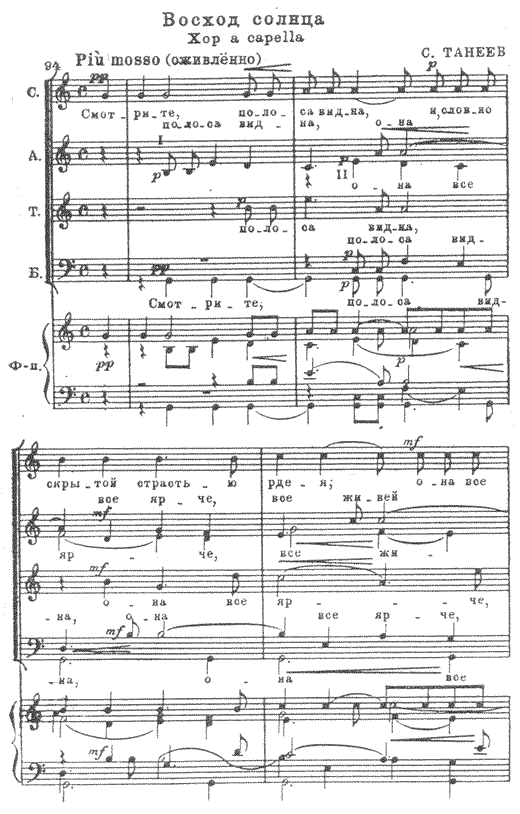 Восход солнца
Хор a capella
94
Più mosso (оживлённо)
С. ТАНЕЕВ
pp
p
С.
Смот - ри - те, по - ло - са вид - на, и, слов - но
по - ло - са вид - на, о - на
I
А.
p
p
II
о - на все
Т.
p
по - ло - са вид - на,
по - ло - са вид -
p
Б.
pp
p
Смот - ри - те, по - ло - са вид -
Ф-п.
pp
p
mf
скры - той страсть - ю рде - я; о - на все
все яр - че, все жи - вей
mf
яр - че, все жи -
mf
о - на все яр - че,
- на, о - на все яр - че,
mf
- на, о - на все
mf